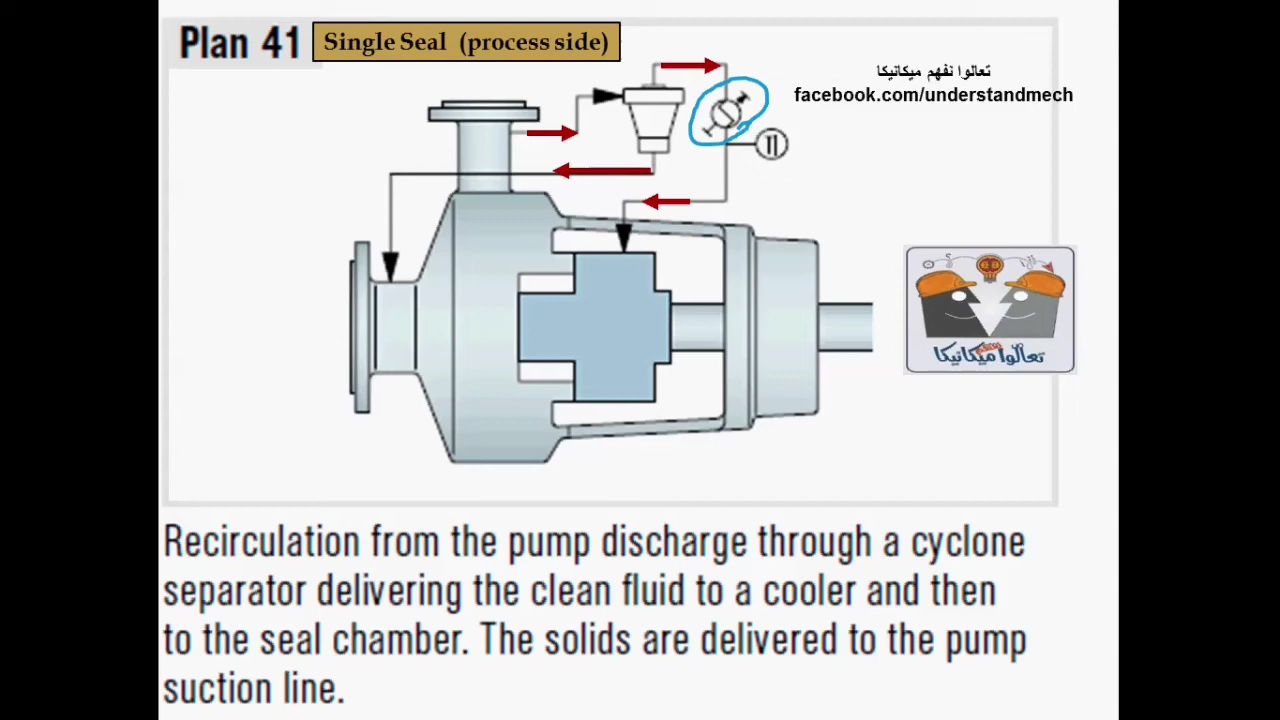 Plan 41
Single Seal (process side)
تعالوا نفهم ميكانيكا
facebook.com/understandmech
TI
تعالوا نفهم ميكانيكا
Recirculation from the pump discharge through a cyclone
separator delivering the clean fluid to a cooler and then
to the seal chamber. The solids are delivered to the pump
suction line.